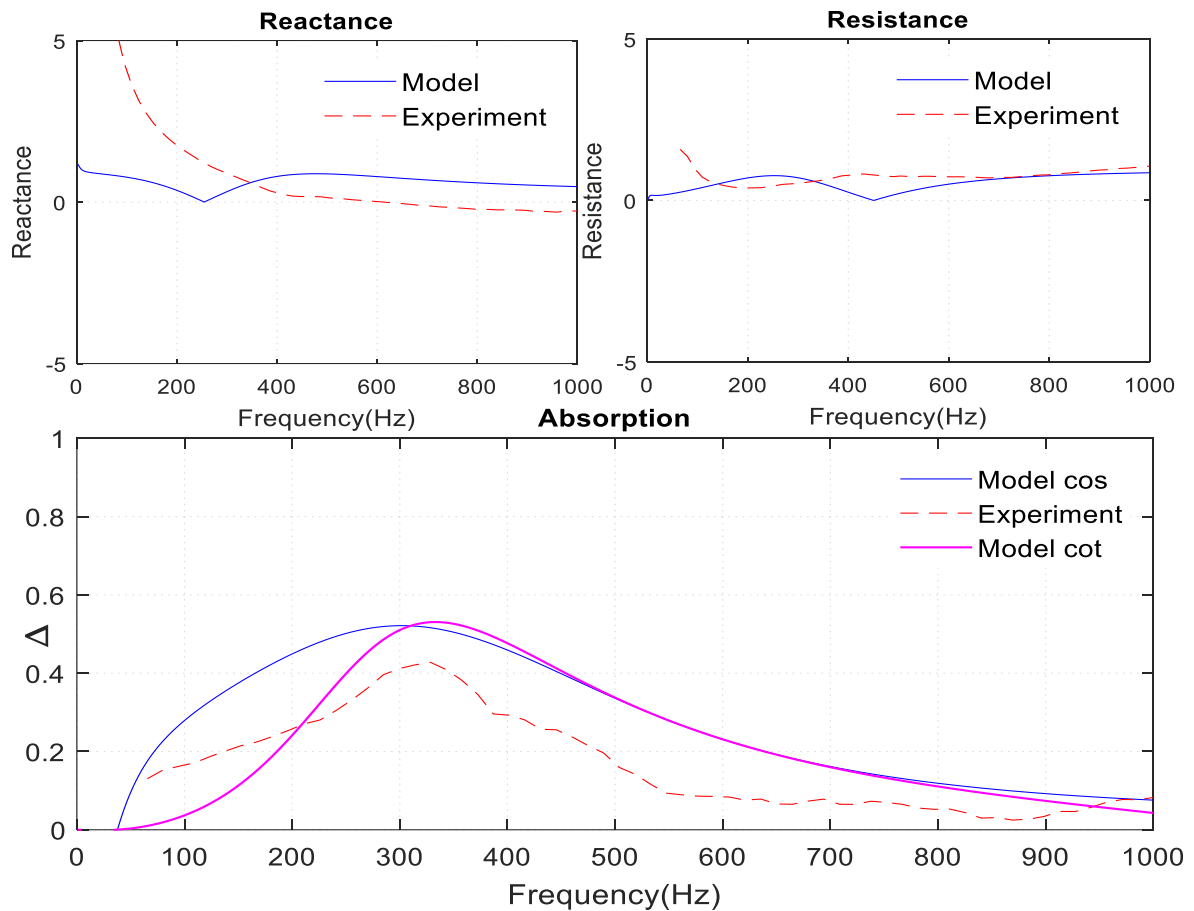 Reactance
5
0
-5
Reactance
Model
Experiment
0 200 400 600 800 1000
Frequency(Hz)
Resistance
5
0
-5
Resistance
Model
Experiment
0 200 400 600 800 1000
Frequency(Hz)
Absorption
1
0.8
0.6
0.4
0.2
0
Δ
Model cos
Experiment
Model cot
0 100 200 300 400 500 600 700 800 900 1000
Frequency(Hz)